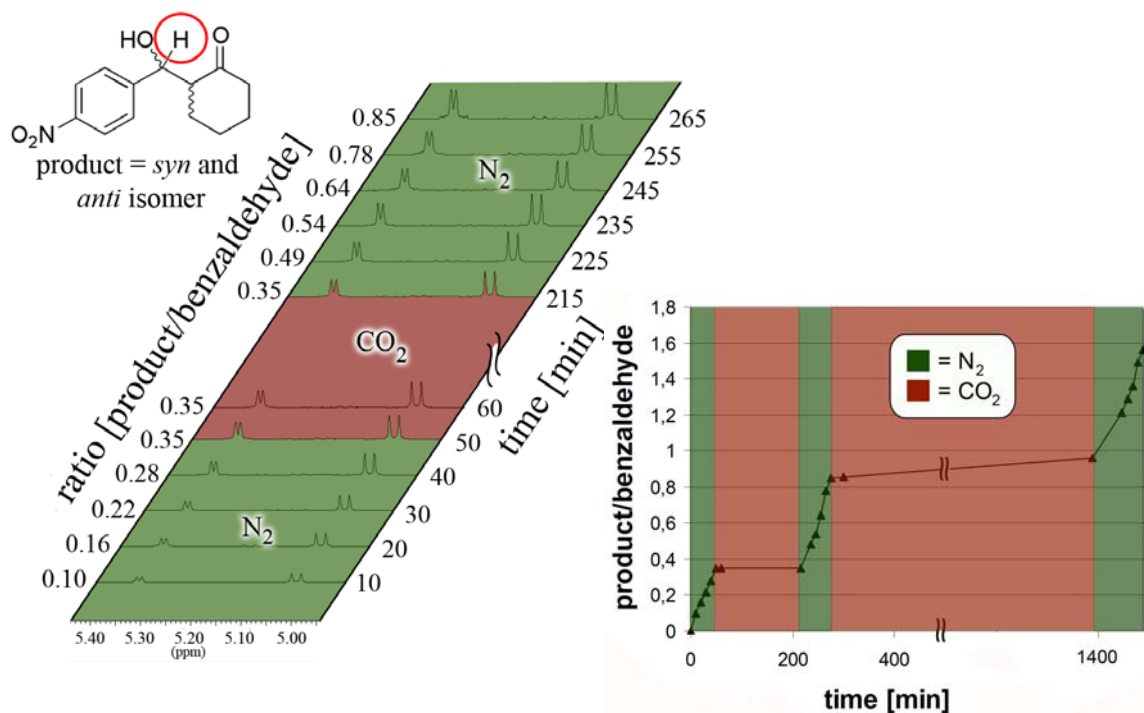 HO H O
O₂N
product = syn and
anti isomer
ratio [product/benzaldehyde]
0.85
0.78
0.64
0.54
0.49
0.35
0.35
0.35
0.28
0.22
0.16
0.10
N₂
CO₂
N₂
265
255
245
235
225
215
60
50
40
30
20
10
time [min]
5.40 5.30 5.20 5.10 5.00
(ppm)
product/benzaldehyde
1,8
1,6
1,4
1,2
1
0,8
0,6
0,4
0,2
0
= N₂
= CO₂
0 200 400 1400
time [min]